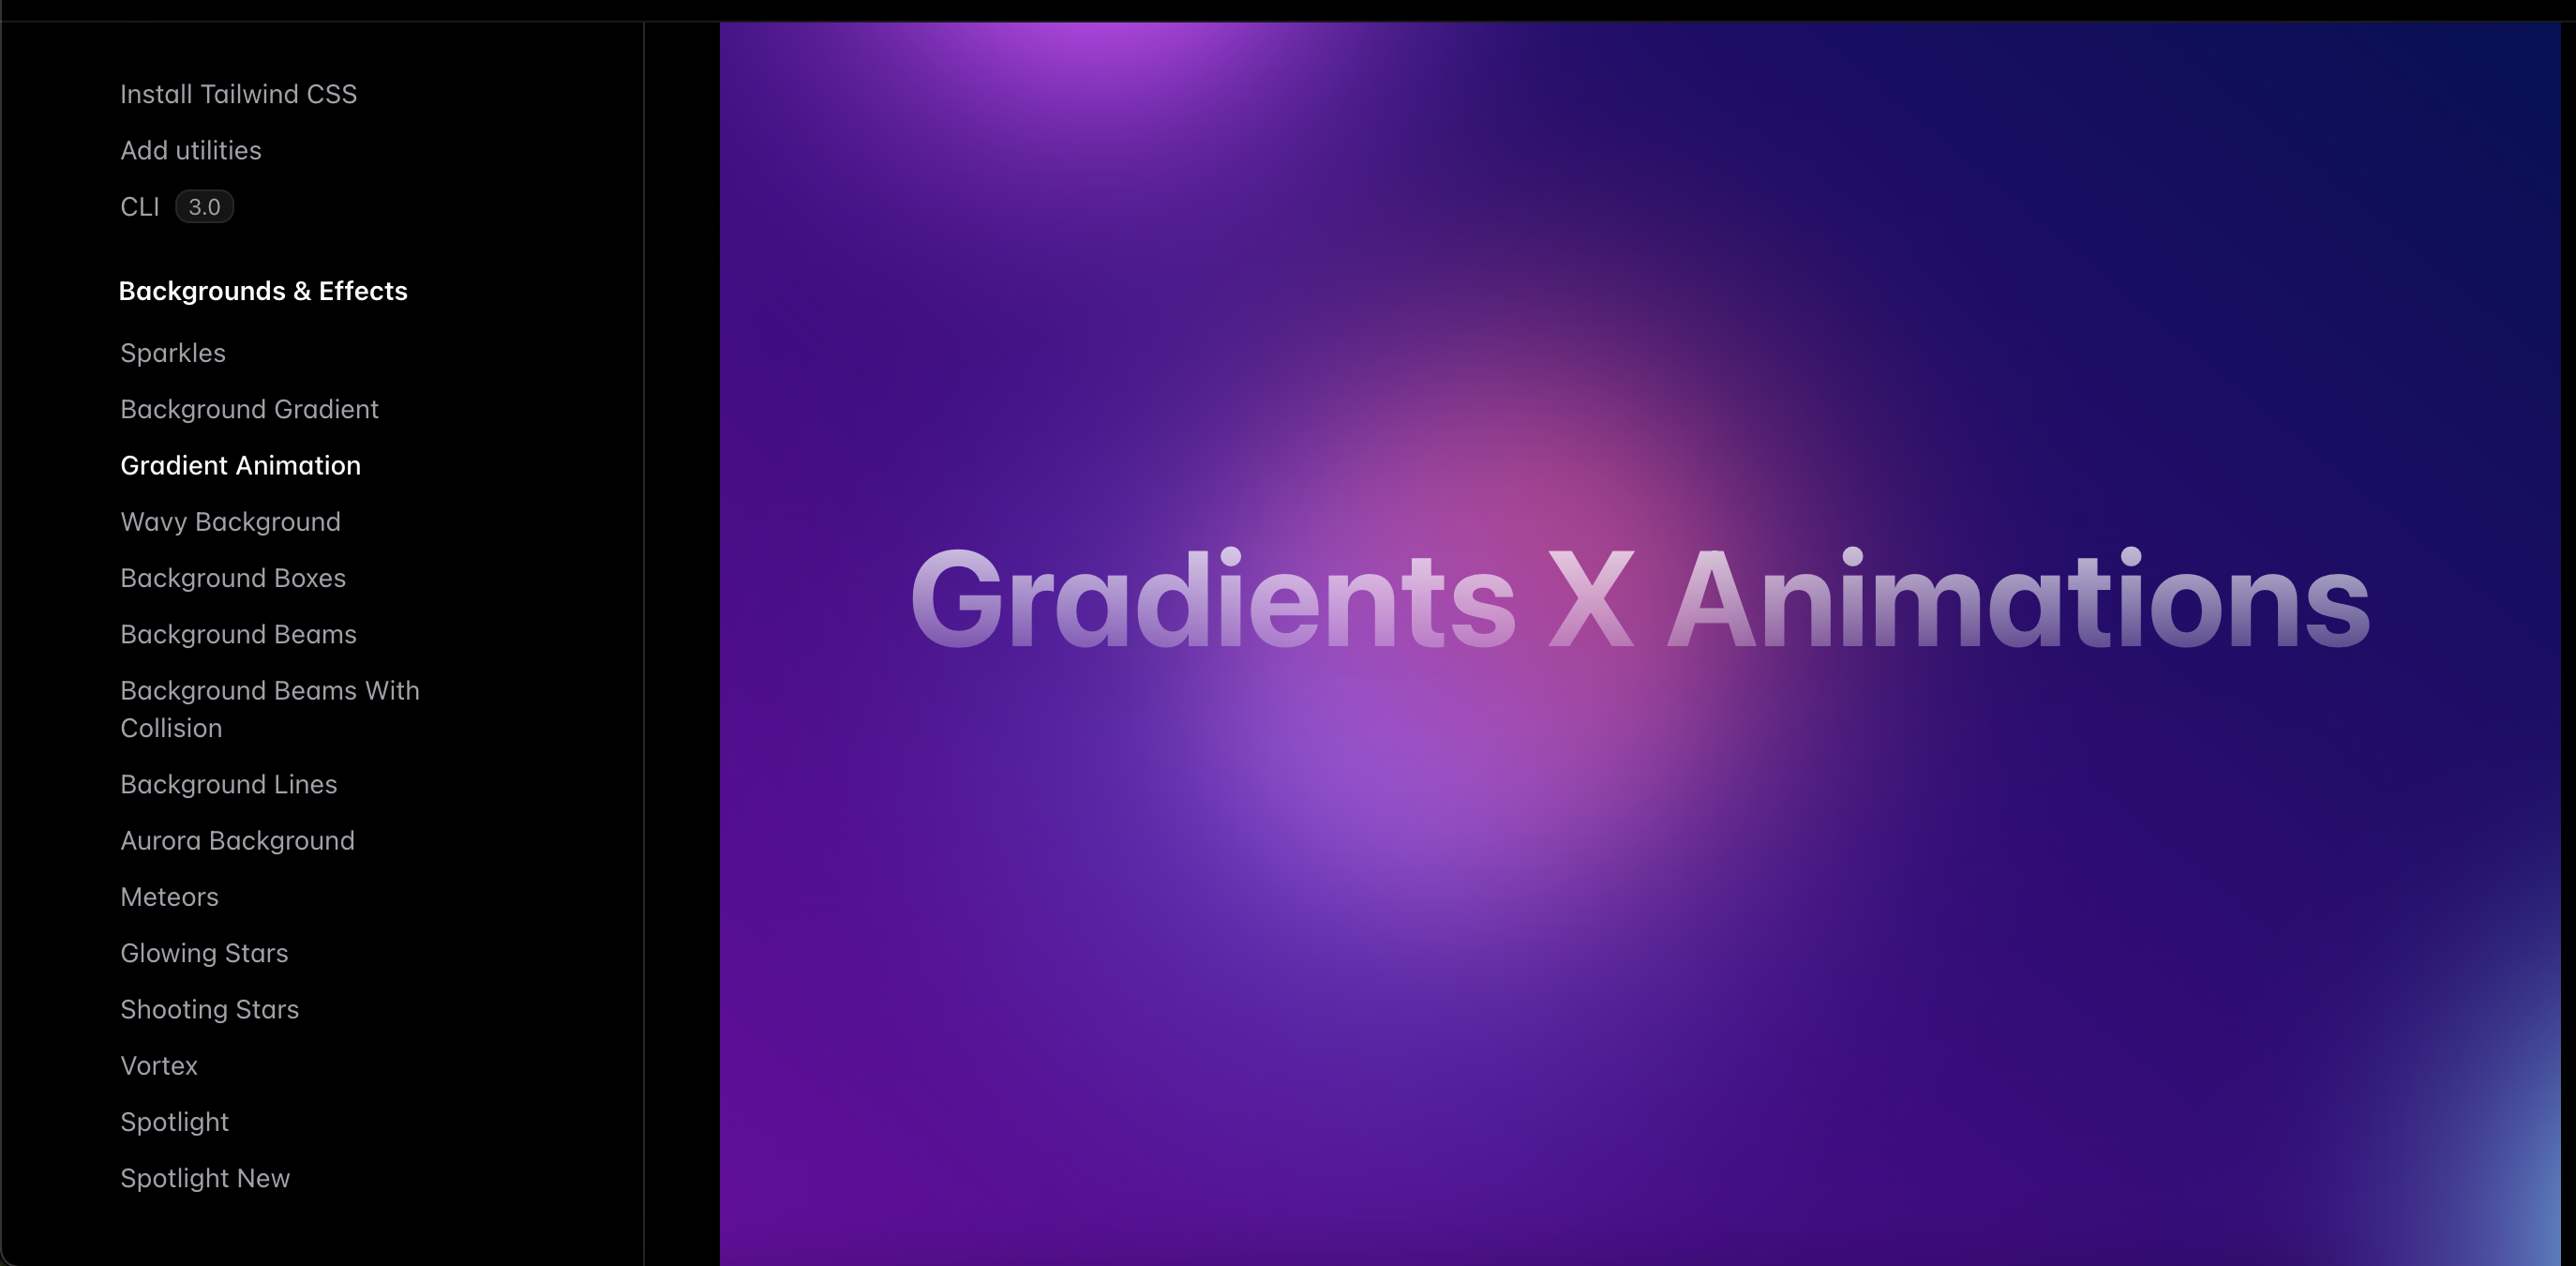 Install Tailwind CSS
Add utilities
CLI 3.0
Backgrounds & Effects
Sparkles
Background Gradient
Gradient Animation
Wavy Background
Background Boxes
Background Beams
Background Beams With
Collision
Background Lines
Aurora Background
Meteors
Glowing Stars
Shooting Stars
Vortex
Spotlight
Spotlight New
Gradients X Animations